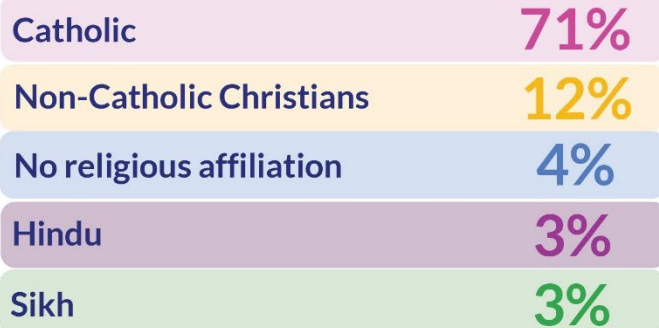 Catholic 71%
Non-Catholic Christians 12%
No religious affiliation 4%
Hindu 3%
Sikh 3%